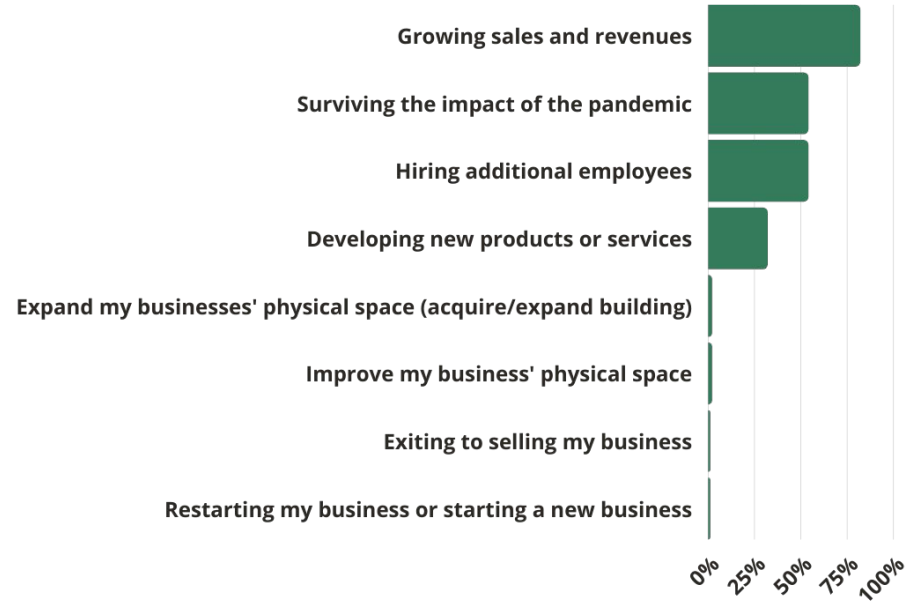 Growing sales and revenues
Surviving the impact of the pandemic
Hiring additional employees
Developing new products or services
Expand my businesses' physical space (acquire/expand building)
Improve my business' physical space
Exiting to selling my business
Restarting my business or starting a new business
0%
25%
50%
75%
100%